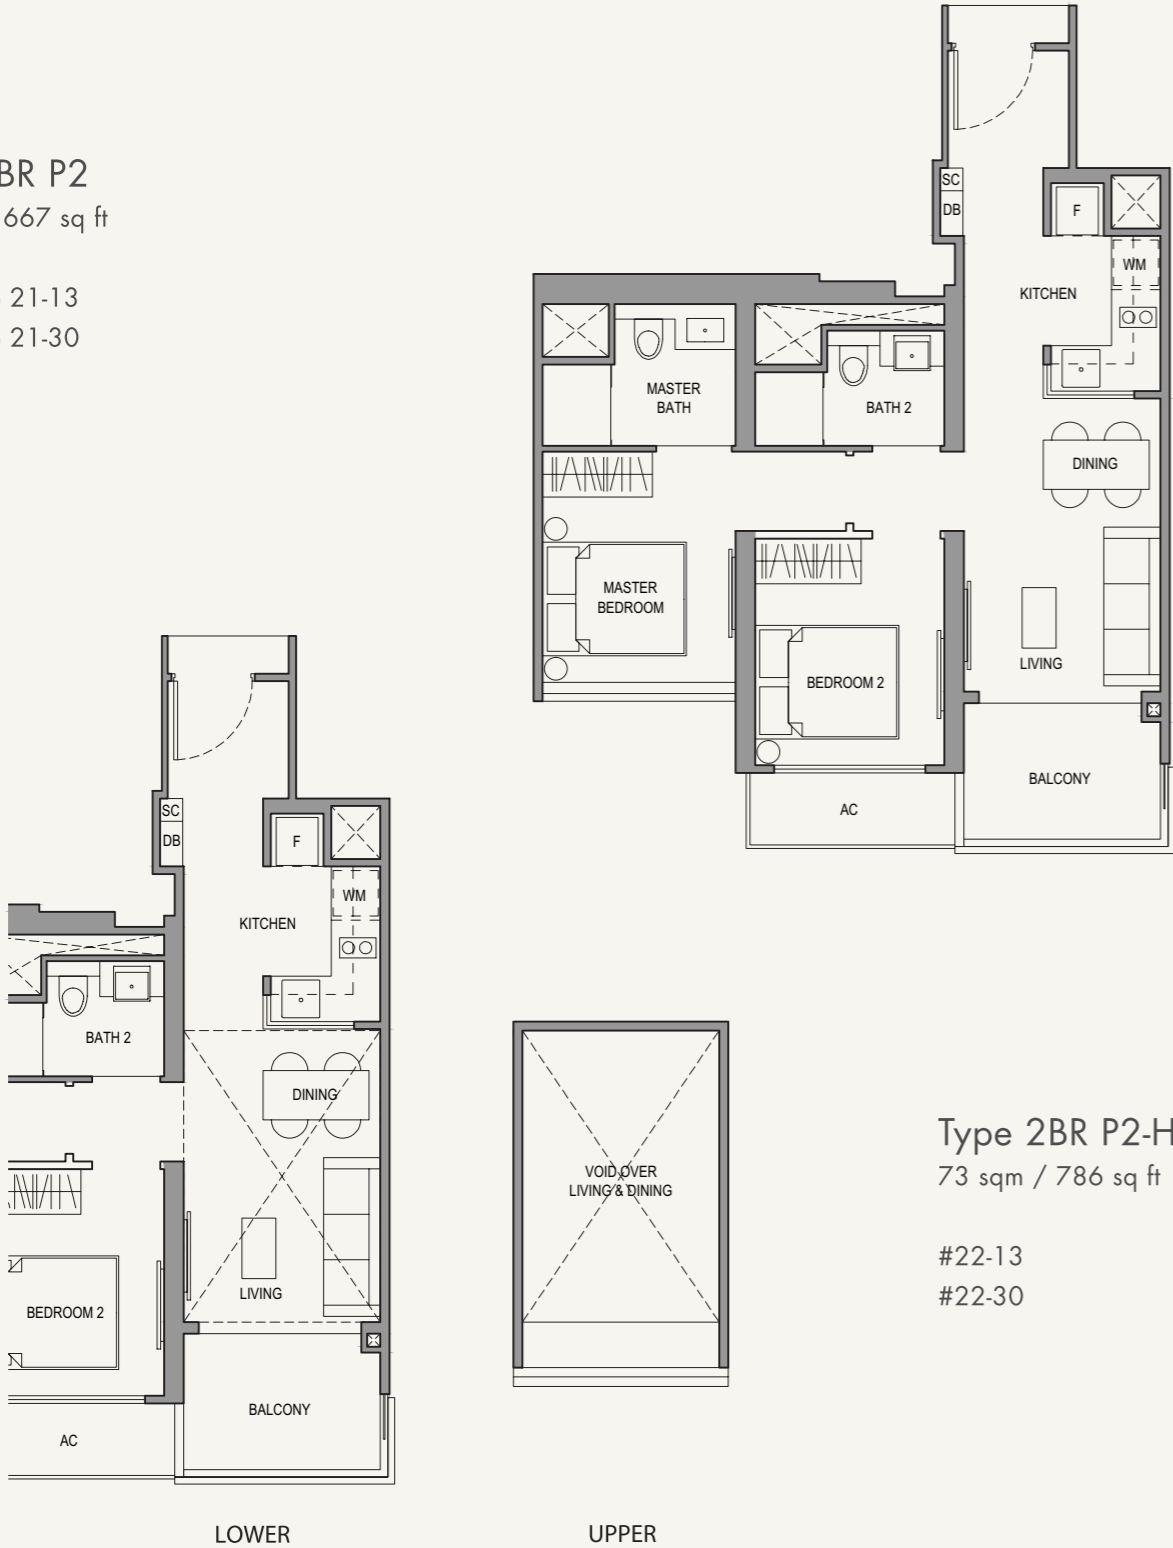 BR P2
667 sq ft
21-13
21-30
SC
DB
F
WM
KITCHEN
MASTER
BATH
BATH 2
DINING
MASTER
BEDROOM
LIVING
BEDROOM 2
BALCONY
AC
SC
DB
F
WM
KITCHEN
BATH 2
DINING
LIVING
BEDROOM 2
BALCONY
AC
VOID OVER
LIVING & DINING
Type 2BR P2-H
73 sqm / 786 sq ft
#22-13
#22-30
LOWER
UPPER